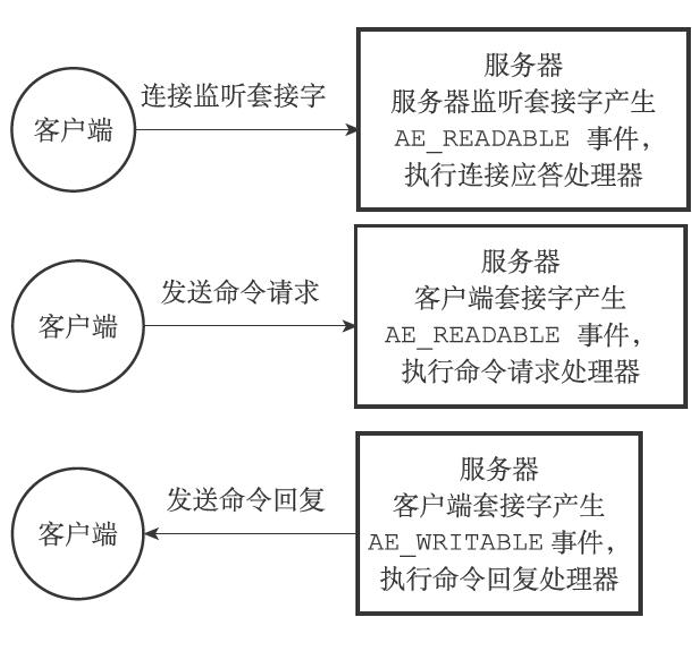 连接监听套接字
客户端
服务器
服务器监听套接字产生
AE_READABLE 事件，
执行连接应答处理器
发送命令请求
客户端
服务器
客户端套接字产生
AE_READABLE 事件，
执行命令请求处理器
发送命令回复
客户端
服务器
客户端套接字产生
AE_WRITABLE 事件，
执行命令回复处理器